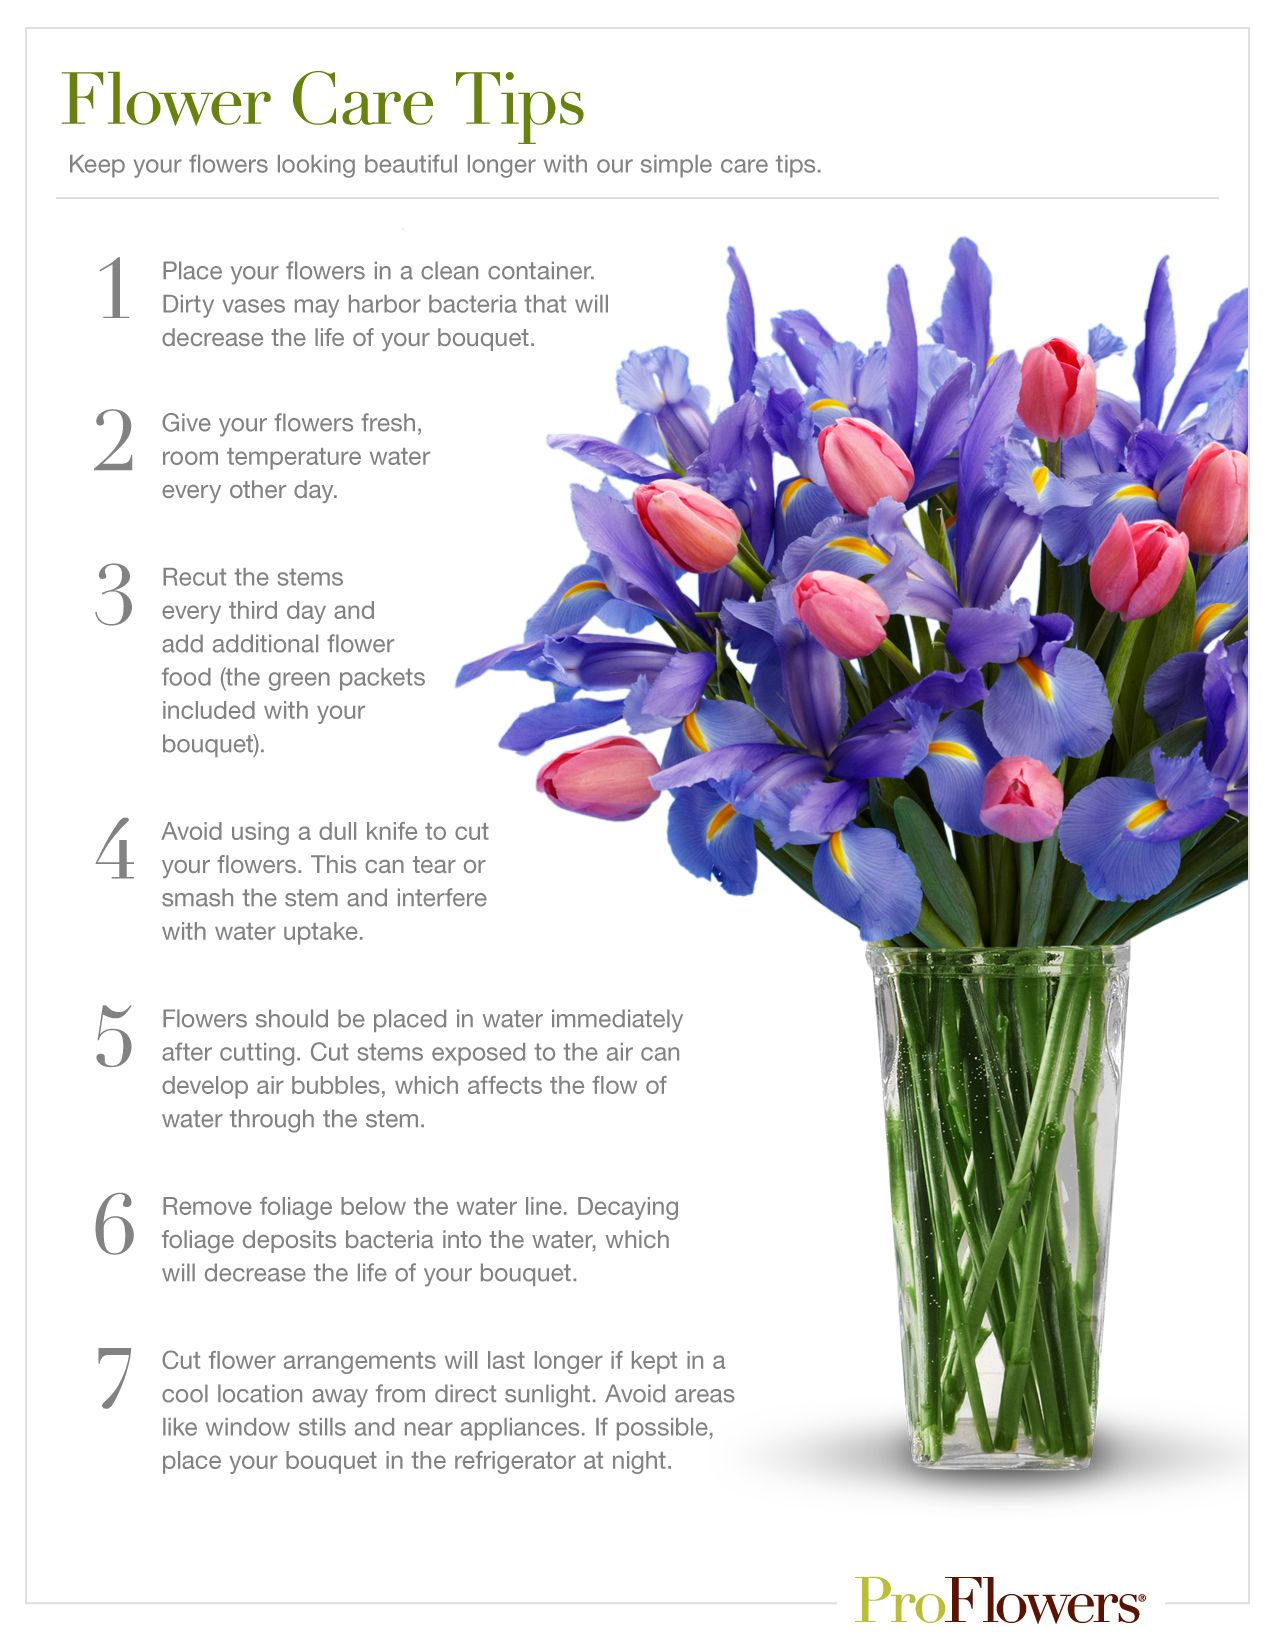 Flower Care Tips
Keep your flowers looking beautiful longer with our simple care tips.
1
Place your flowers in a clean container.
Dirty vases may harbor bacteria that will
decrease the life of your bouquet.
2
Give your flowers fresh,
room temperature water
every other day.
3
Recut the stems
every third day and
add additional flower
food (the green packets
included with your
bouquet).
4
Avoid using a dull knife to cut
your flowers. This can tear or
smash the stem and interfere
with water uptake.
5
Flowers should be placed in water immediately
after cutting. Cut stems exposed to the air can
develop air bubbles, which affects the flow of
water through the stem.
6
Remove foliage below the water line. Decaying
foliage deposits bacteria into the water, which
will decrease the life of your bouquet.
7
Cut flower arrangements will last longer if kept in a
cool location away from direct sunlight. Avoid areas
like window stills and near appliances. If possible,
place your bouquet in the refrigerator at night.
ProFlowers®